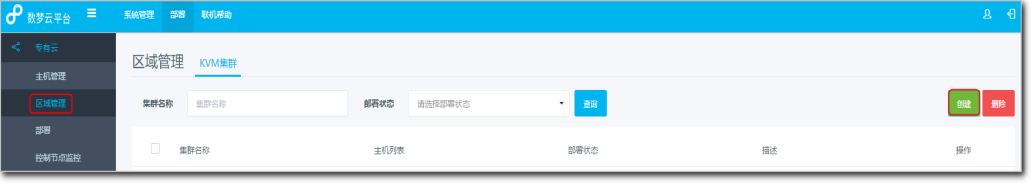 数梦云平台 系统管理 部署 联机帮助
专有云
区域管理 KVM集群
主机管理
区域管理
集群名称 集群名称 部署状态 请选择部署状态 查询 创建 删除
部署
控制节点监控
集群名称 主机列表 部署状态 描述 操作